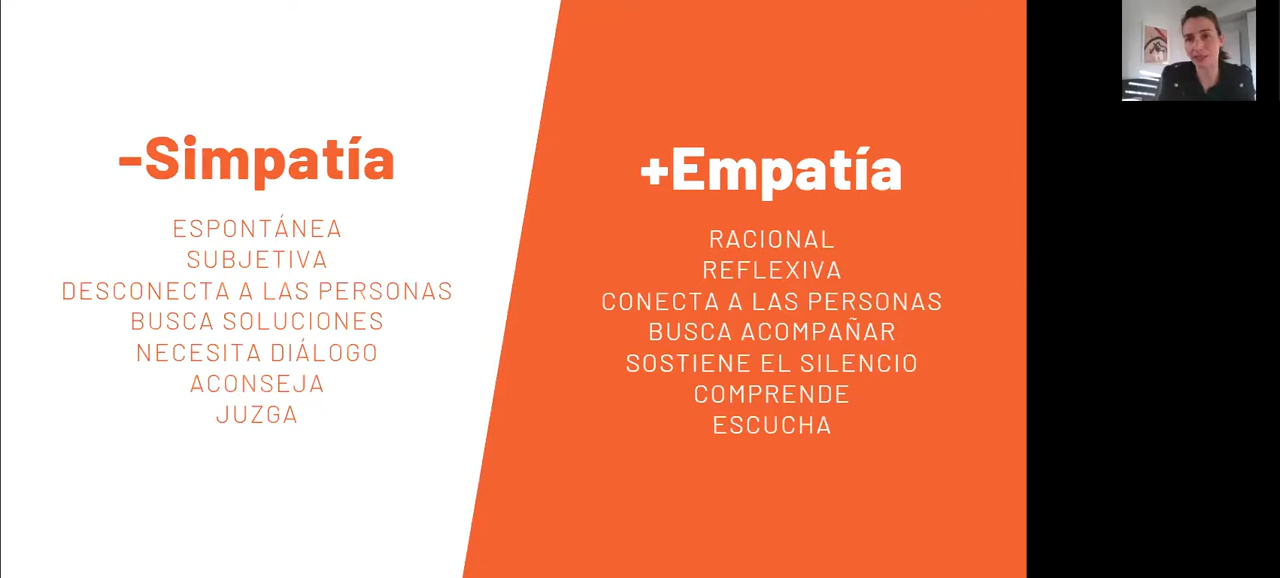 -Simpatía
ESPONTÁNEA
SUBJETIVA
DESCONECTA A LAS PERSONAS
BUSCA SOLUCIONES
NECESITA DIÁLOGO
ACONSEJA
JUZGA
+Empatía
RACIONAL
REFLEXIVA
CONECTA A LAS PERSONAS
BUSCA ACOMPAÑAR
SOSTIENE EL SILENCIO
COMPRENDE
ESCUCHA